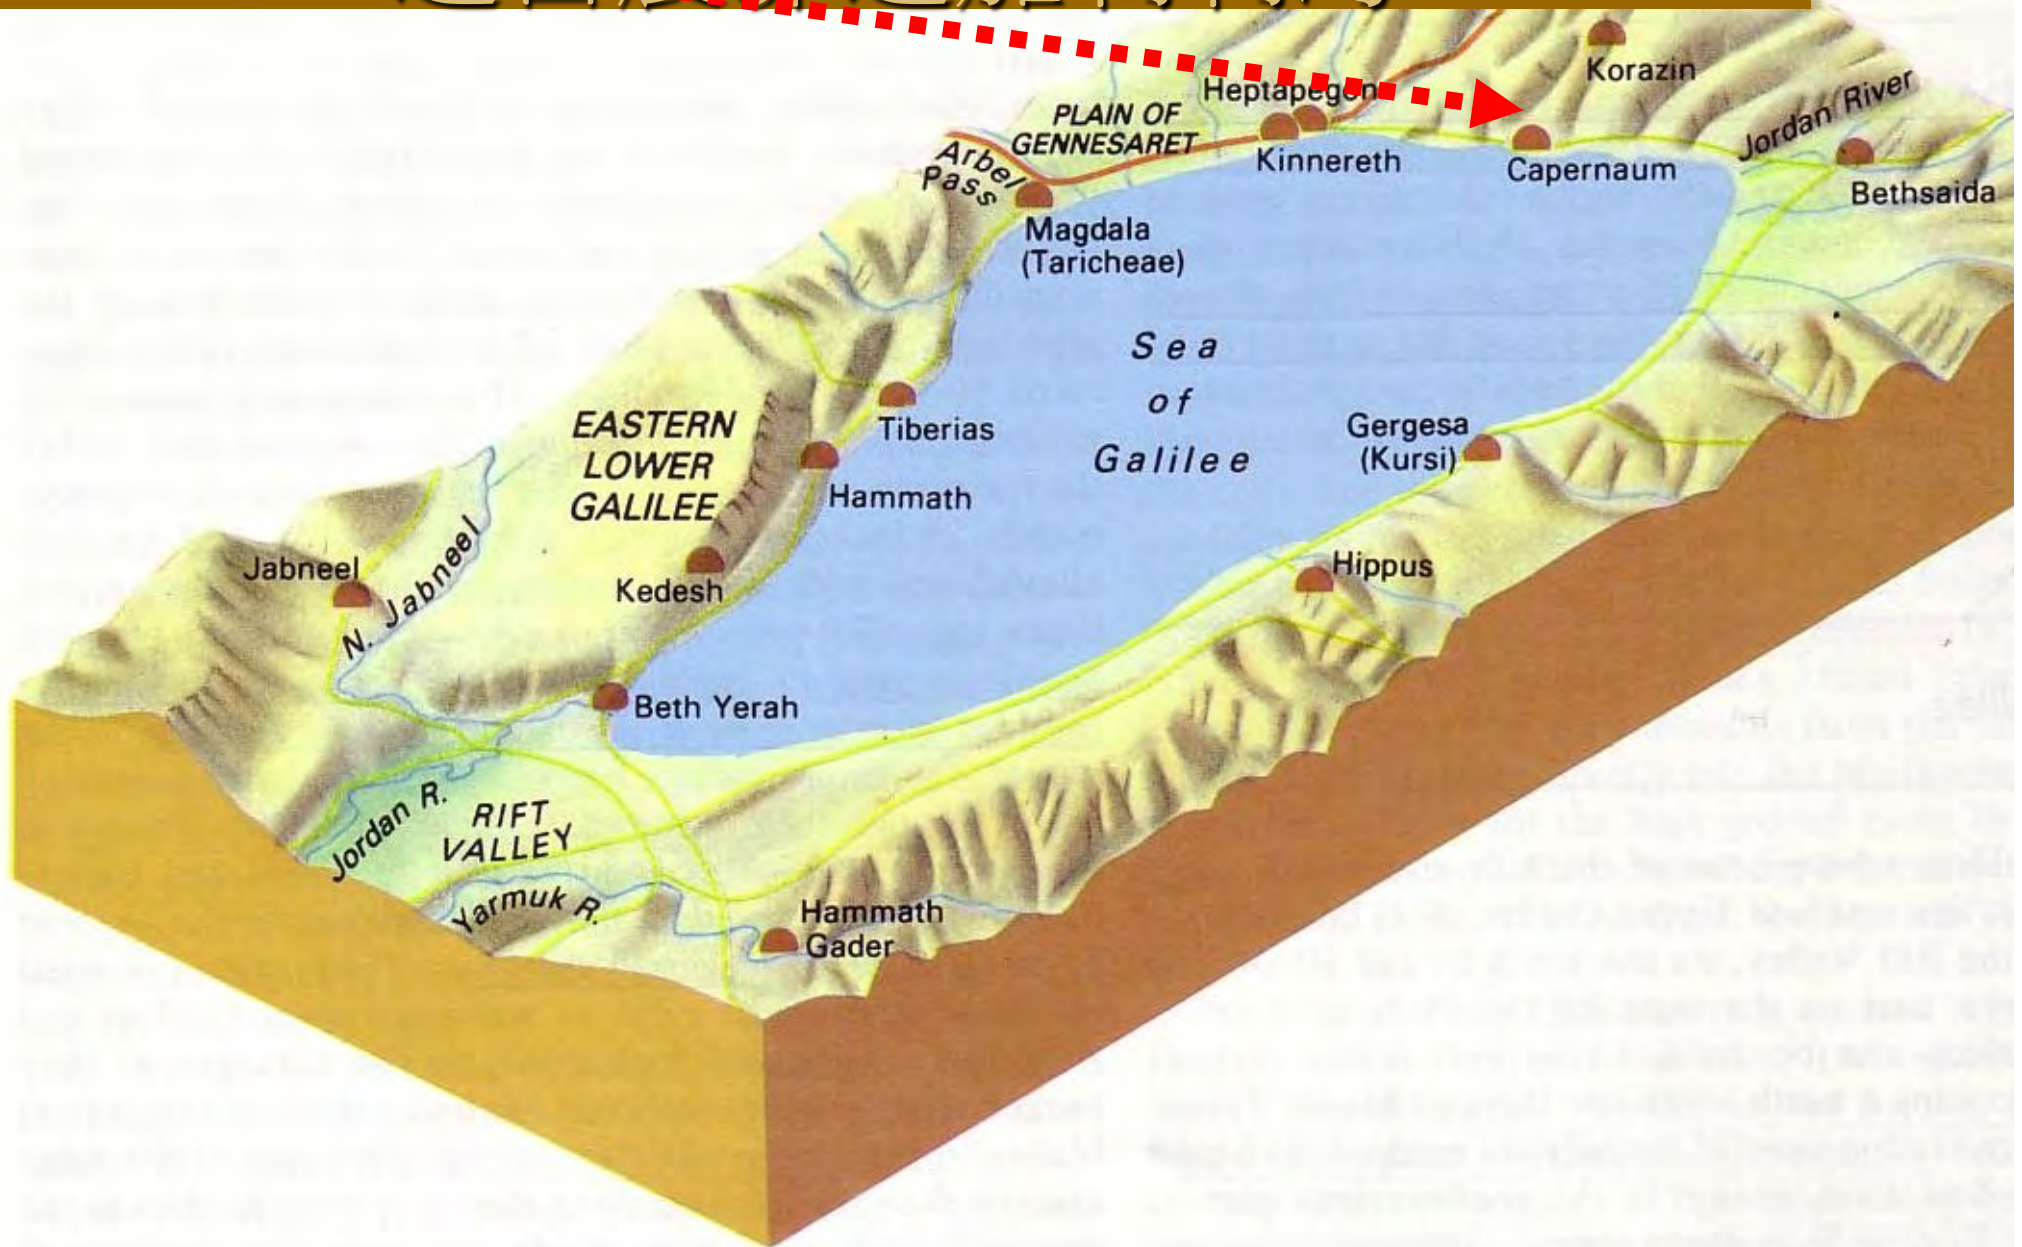 Korazin
Heptapegon
Jordan River
PLAIN OF
GENNESARET
Kinnereth
Capernaum
Bethsaida
Arbel
Pass
Magdala
(Taricheae)
Sea
of
Galilee
EASTERN
LOWER
GALILEE
Tiberias
Gergesa
(Kursi)
Hammath
Jabneel
N. Jabneel
Kedesh
Hippus
Beth Yerah
Jordan R.
RIFT
VALLEY
Yarmuk R.
Hammath
Gader